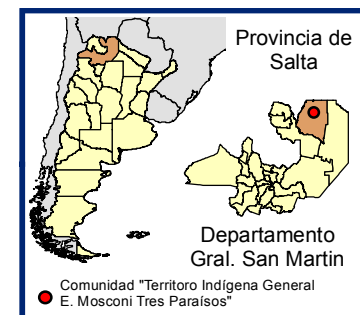 Provincia de
Salta
Departamento
Gral. San Martin
Comunidad "Territoro Indígena General
E. Mosconi Tres Paraísos"